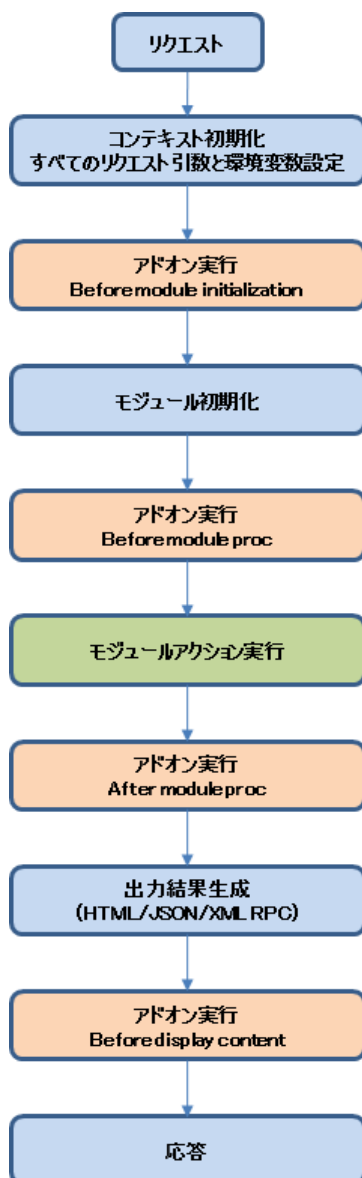 リクエスト
コンテキスト初期化
すべてのリクエスト引数と環境変数設定
アドオン実行
Before module initialization
モジュール初期化
アドオン実行
Before module proc
モジュールアクション実行
アドオン実行
After module proc
出力結果生成
(HTML/JSON/XML RPC)
アドオン実行
Before display content
応答